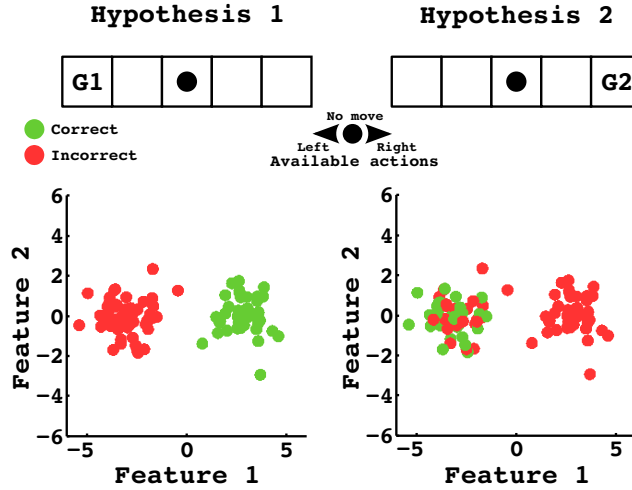 Hypothesis 1
Hypothesis 2
G1
G2
Correct
Incorrect
No move
Left
Right
Available actions
6
4
2
0
−2
−4
−6
−5
0
5
Feature 1
Feature 2
6
4
2
0
−2
−4
−6
−5
0
5
Feature 1
Feature 2